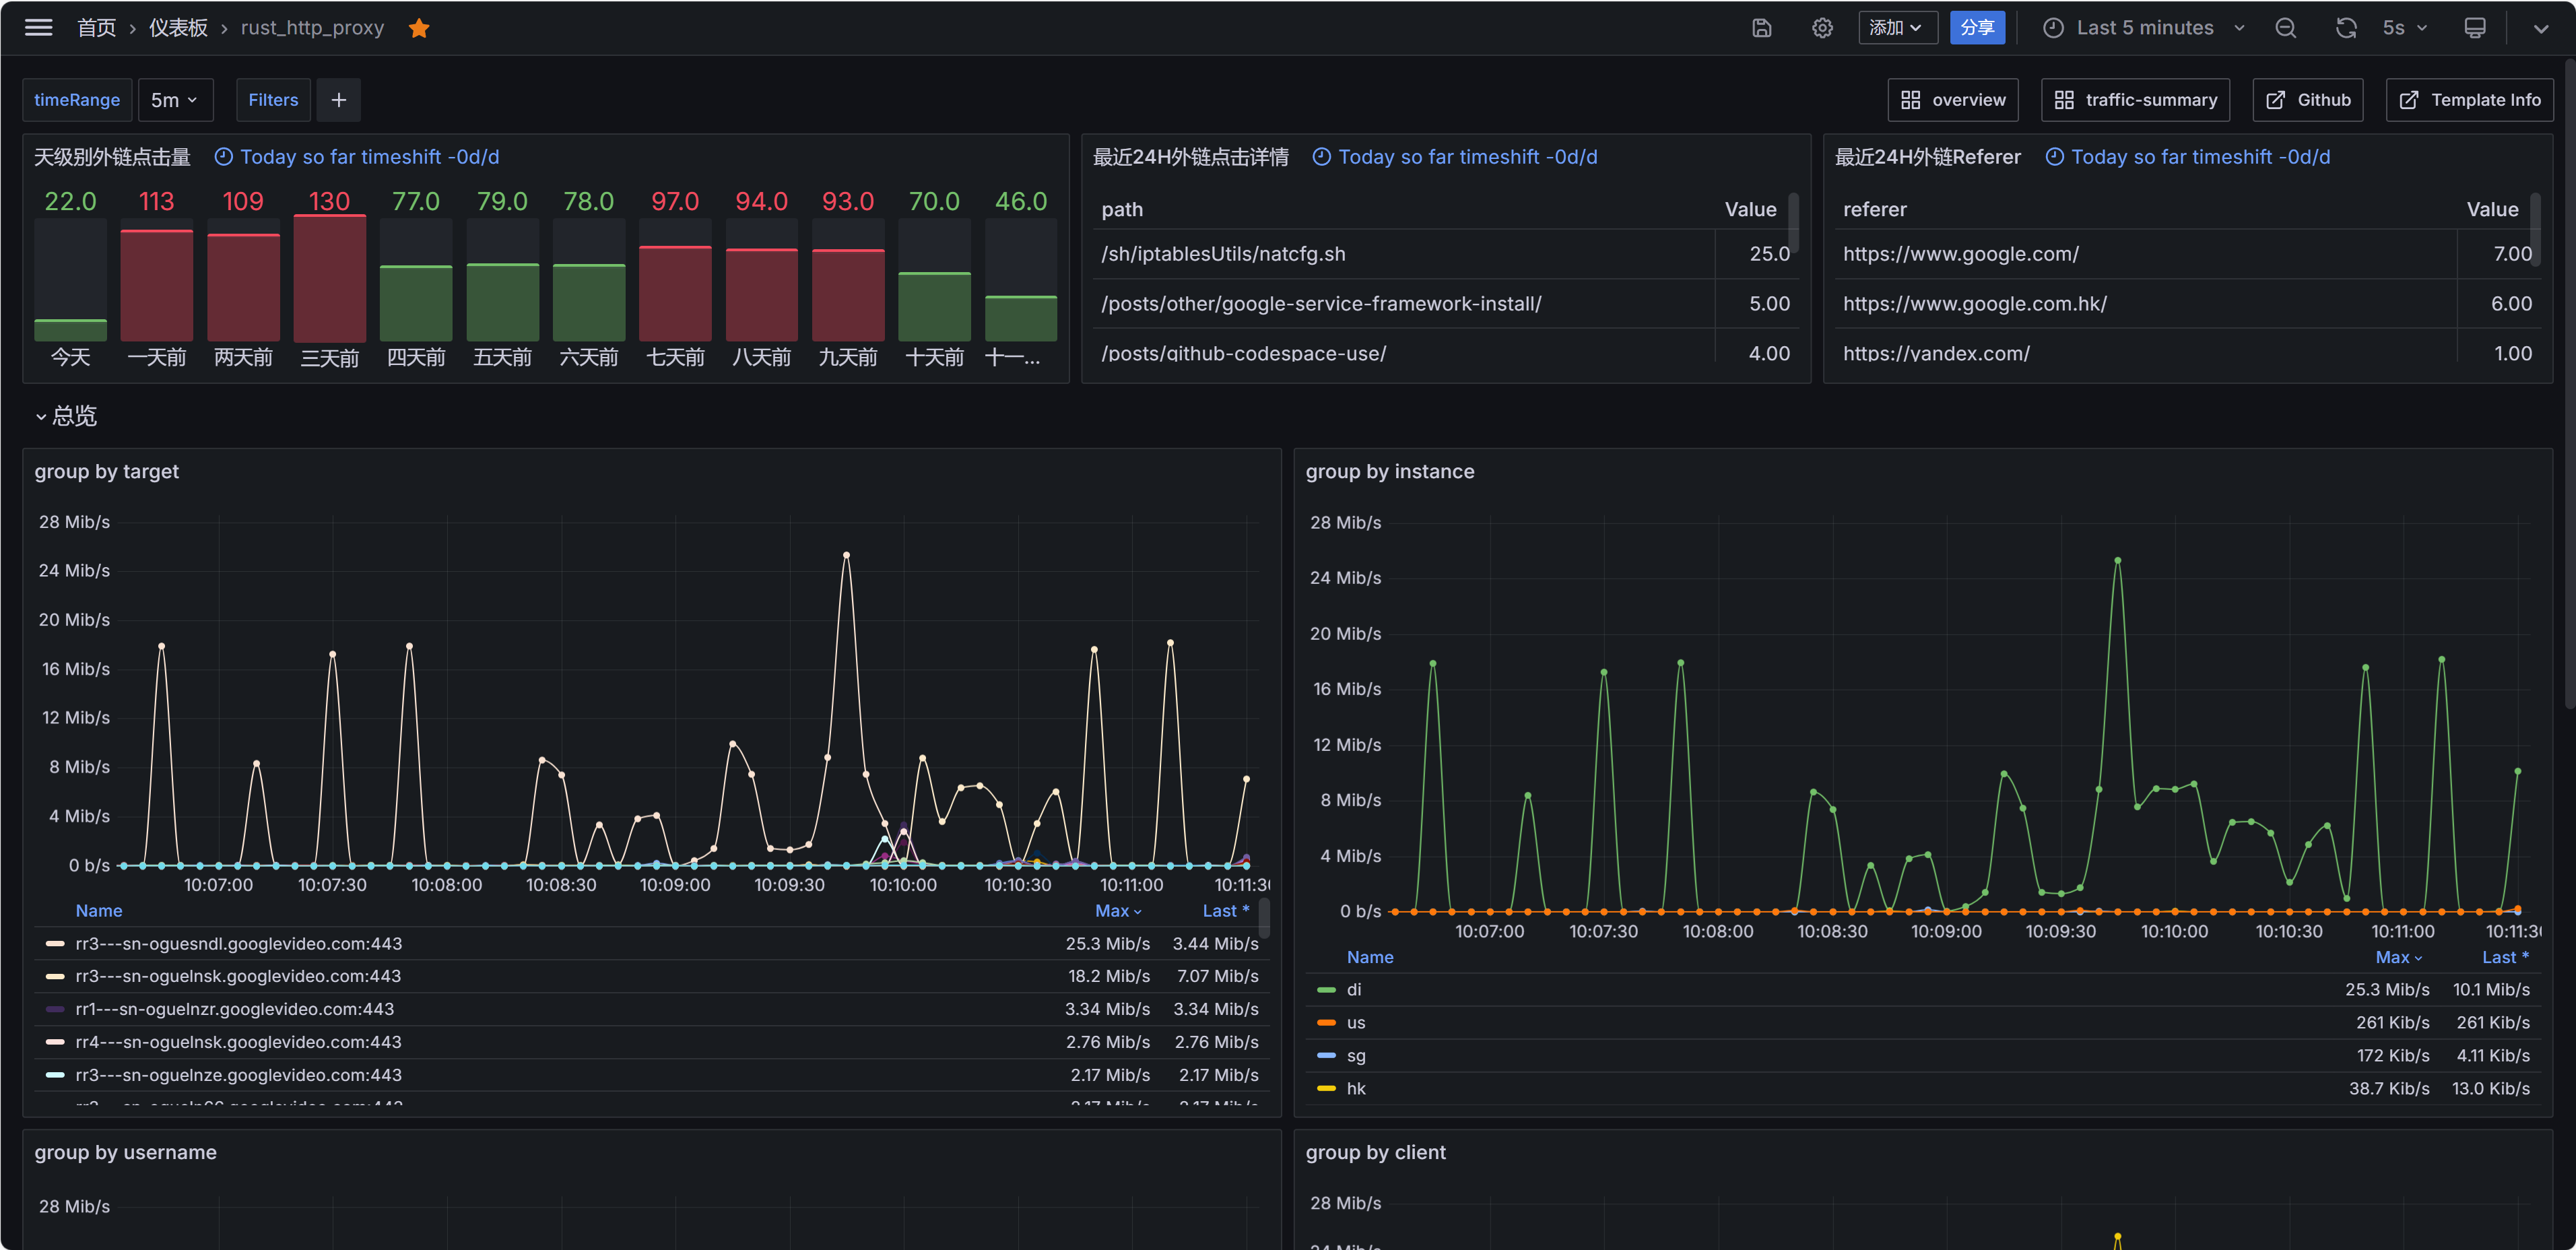 首页 › 仪表板 › rust_http_proxy
添加 分享 Last 5 minutes 5s
timeRange 5m Filters + overview traffic-summary Github Template Info
天级别外链点击量 Today so far timeshift -0d/d
22.0 113 109 130 77.0 79.0 78.0 97.0 94.0 93.0 70.0 46.0
今天 一天前 两天前 三天前 四天前 五天前 六天前 七天前 八天前 九天前 十天前 十一...
最近24H外链点击详情 Today so far timeshift -0d/d
path Value
/sh/iptablesUtils/natcfg.sh 25.0
/posts/other/google-service-framework-install/ 5.00
/posts/github-codespace-use/ 4.00
最近24H外链Referer Today so far timeshift -0d/d
referer Value
https://www.google.com/ 7.00
https://www.google.com.hk/ 6.00
https://yandex.com/ 1.00
总览
group by target
28 Mib/s
24 Mib/s
20 Mib/s
16 Mib/s
12 Mib/s
8 Mib/s
4 Mib/s
0 b/s
10:07:00 10:07:30 10:08:00 10:08:30 10:09:00 10:09:30 10:10:00 10:10:30 10:11:00 10:11:30
Name Max Last *
rr3---sn-oguesndl.googlevideo.com:443 25.3 Mib/s 3.44 Mib/s
rr3---sn-oguelnsk.googlevideo.com:443 18.2 Mib/s 7.07 Mib/s
rr1---sn-oguelnzr.googlevideo.com:443 3.34 Mib/s 3.34 Mib/s
rr4---sn-oguelnsk.googlevideo.com:443 2.76 Mib/s 2.76 Mib/s
rr3---sn-oguelnze.googlevideo.com:443 2.17 Mib/s 2.17 Mib/s
group by instance
28 Mib/s
24 Mib/s
20 Mib/s
16 Mib/s
12 Mib/s
8 Mib/s
4 Mib/s
0 b/s
10:07:00 10:07:30 10:08:00 10:08:30 10:09:00 10:09:30 10:10:00 10:10:30 10:11:00 10:11:30
Name Max Last *
di 25.3 Mib/s 10.1 Mib/s
us 261 Kib/s 261 Kib/s
sg 172 Kib/s 4.11 Kib/s
hk 38.7 Kib/s 13.0 Kib/s
group by username
28 Mib/s
group by client
28 Mib/s